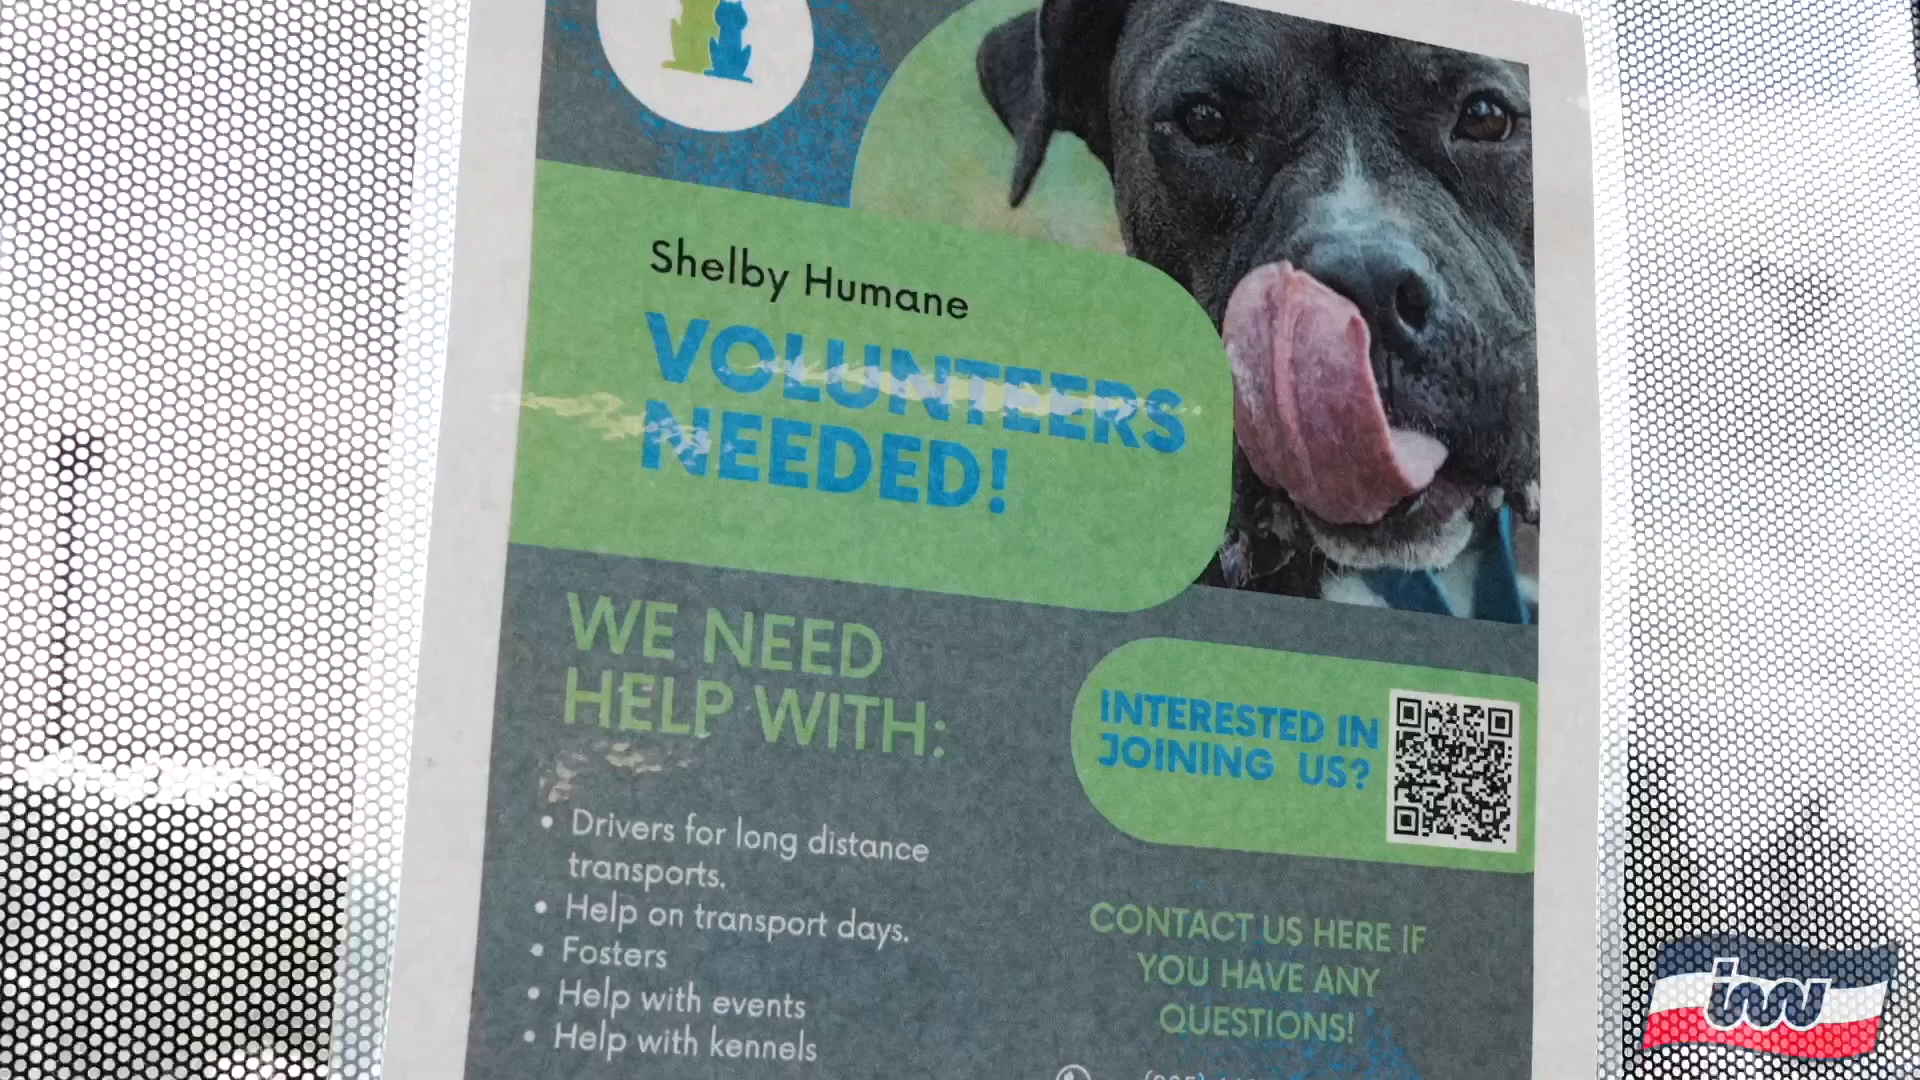 Shelby Humane
VOLUNTEERS
NEEDED!
WE NEED
HELP WITH:
• Drivers for long distance
transports.
• Help on transport days.
• Fosters
• Help with events
• Help with kennels
INTERESTED IN
JOINING US?
CONTACT US HERE IF
YOU HAVE ANY
QUESTIONS!